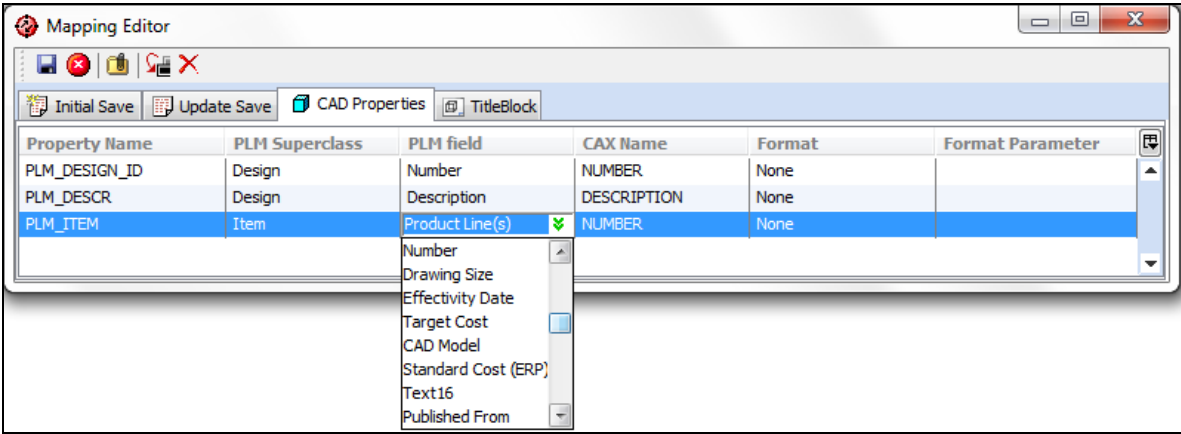 Mapping Editor
Initial Save Update Save CAD Properties TitleBlock
Property Name PLM Superclass PLM field CAX Name Format Format Parameter
PLM_DESIGN_ID Design Number NUMBER None
PLM_DESCR Design Description DESCRIPTION None
PLM_ITEM Item Product Line(s) NUMBER None
Number
Drawing Size
Effectivity Date
Target Cost
CAD Model
Standard Cost (ERP)
Text16
Published From